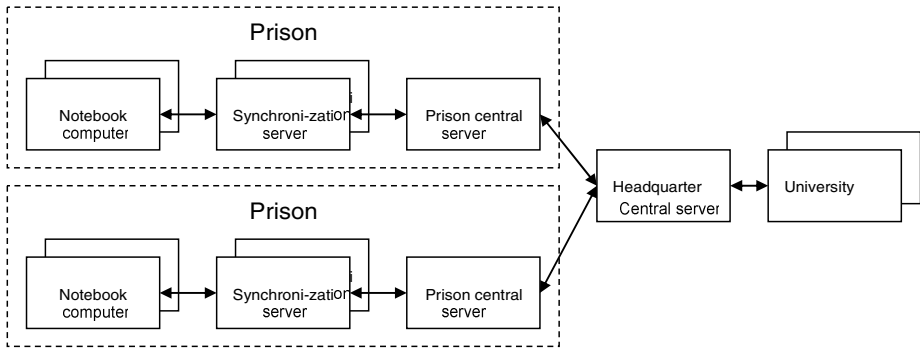 Prison
Notebook
computer
Synchroni-zation
server
Prison central
server
Headquarter
Central server
University
Prison
Notebook
computer
Synchroni-zation
server
Prison central
server